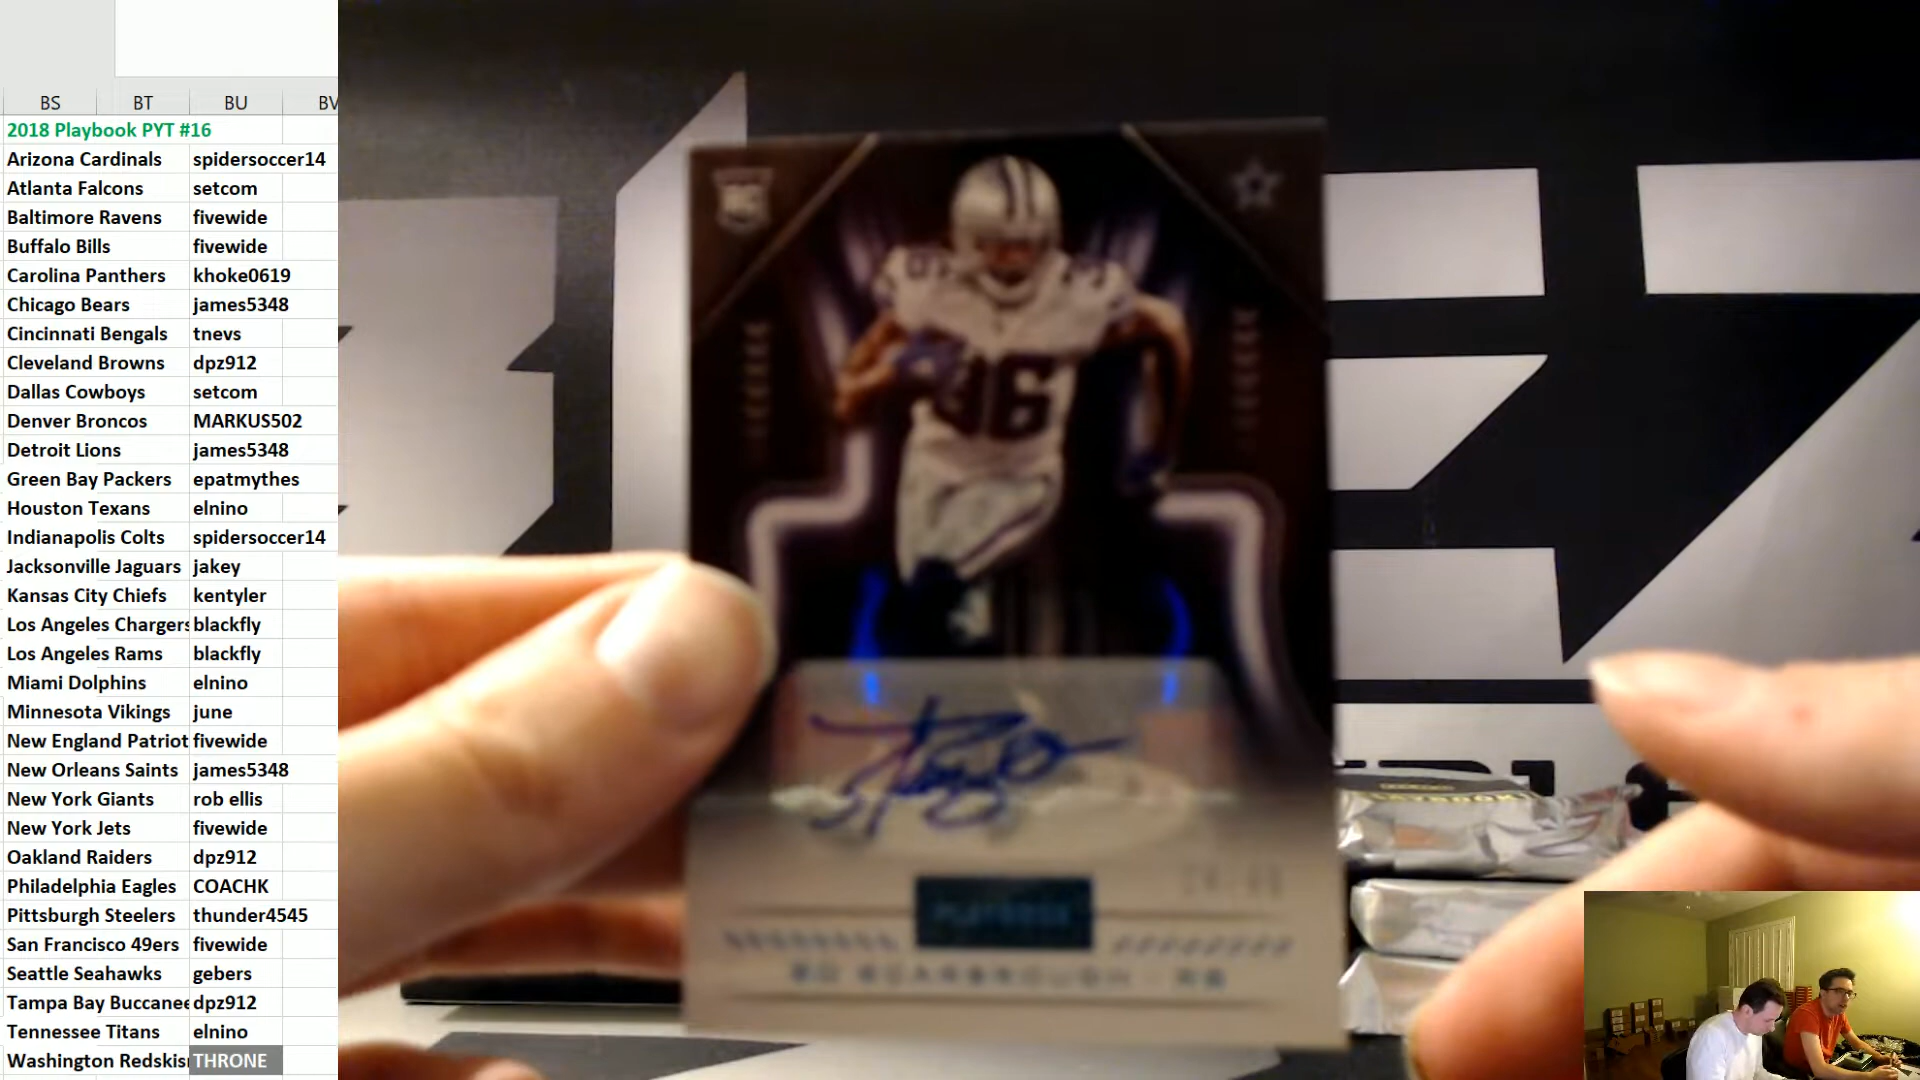 BS BT BU BV
2018 Playbook PYT #16
Arizona Cardinals spidersoccer14
Atlanta Falcons setcom
Baltimore Ravens fivewide
Buffalo Bills fivewide
Carolina Panthers khoke0619
Chicago Bears james5348
Cincinnati Bengals tnevs
Cleveland Browns dpz912
Dallas Cowboys setcom
Denver Broncos MARKUS502
Detroit Lions james5348
Green Bay Packers epatmythes
Houston Texans elnino
Indianapolis Colts spidersoccer14
Jacksonville Jaguars jakey
Kansas City Chiefs kentyler
Los Angeles Chargers blackfly
Los Angeles Rams blackfly
Miami Dolphins elnino
Minnesota Vikings june
New England Patriot fivewide
New Orleans Saints james5348
New York Giants rob ellis
New York Jets fivewide
Oakland Raiders dpz912
Philadelphia Eagles COACHK
Pittsburgh Steelers thunder4545
San Francisco 49ers fivewide
Seattle Seahawks gebers
Tampa Bay Buccanee dpz912
Tennessee Titans elnino
Washington Redskis THRONE
RC
36
PLAYBOOK
BO SCARBROUGH - RB